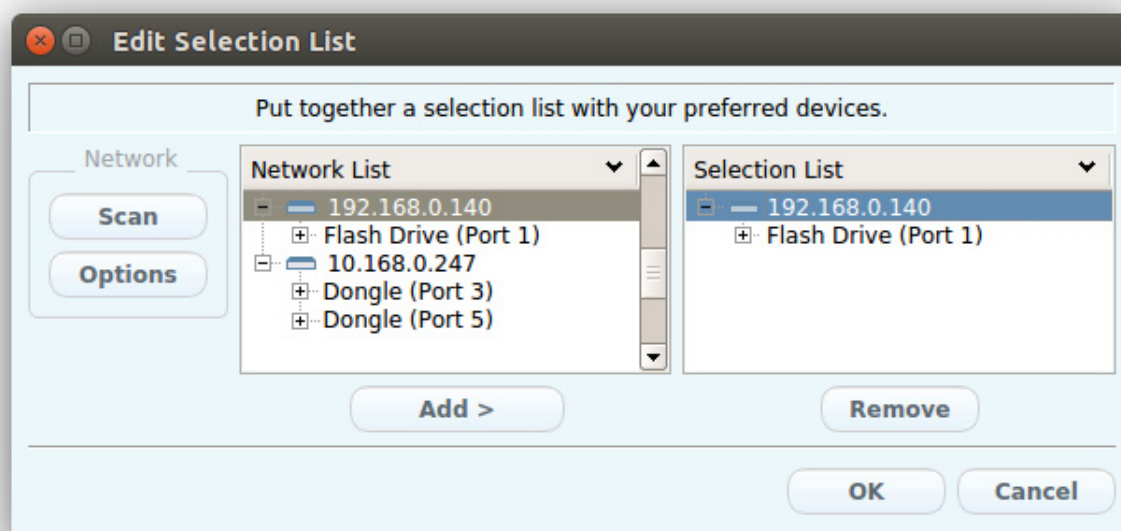 Edit Selection List
Put together a selection list with your preferred devices.
Network
Scan
Options
Network List
192.168.0.140
Flash Drive (Port 1)
10.168.0.247
Dongle (Port 3)
Dongle (Port 5)
Add >
Selection List
192.168.0.140
Flash Drive (Port 1)
Remove
OK
Cancel